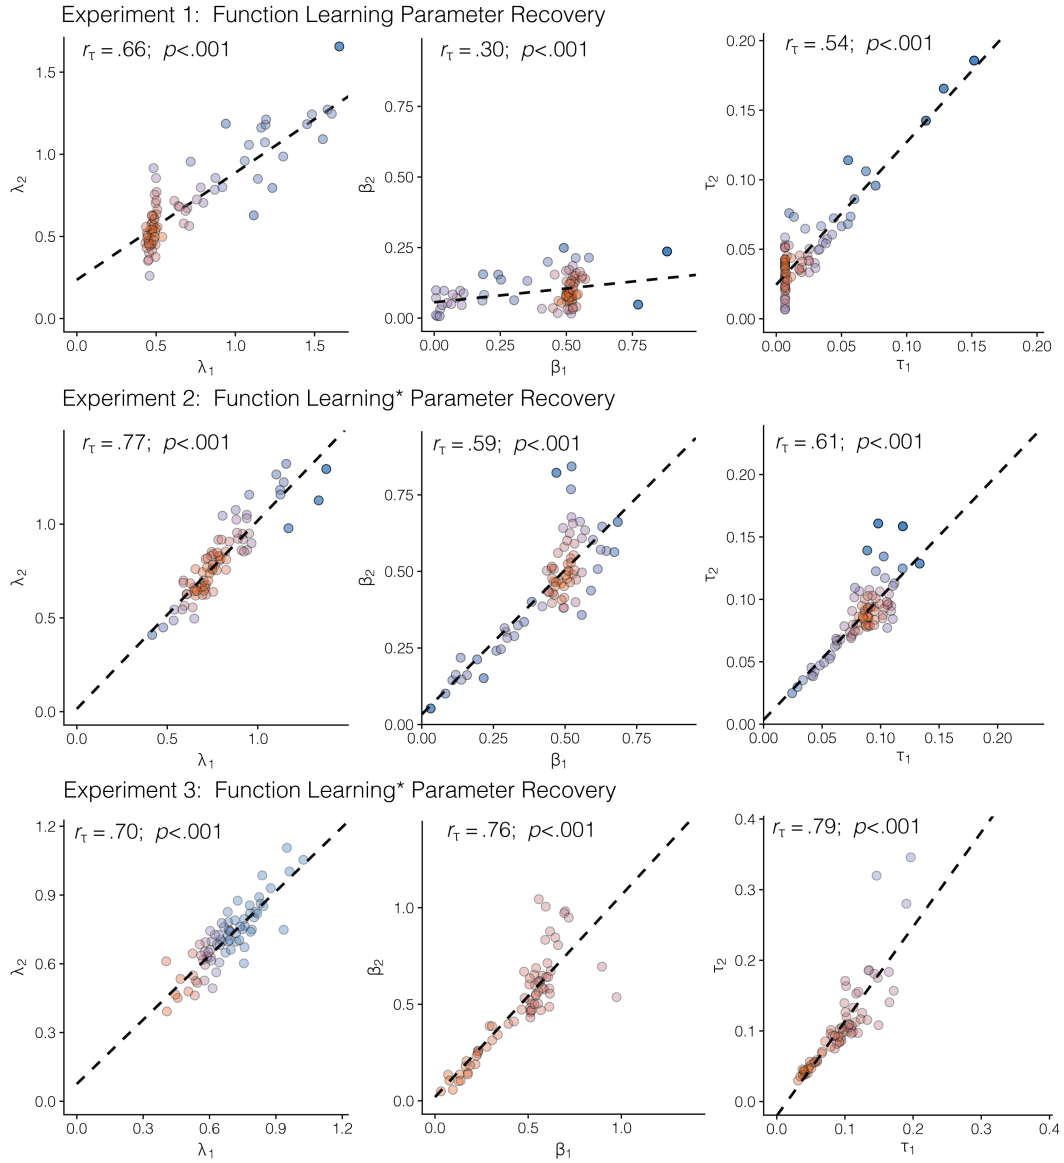 Experiment 1: Function Learning Parameter Recovery
rτ = .66; p<.001
rτ = .30; p<.001
rτ = .54; p<.001
1.5
1.0
0.5
0.0
λ2
0.0 0.5 1.0 1.5
λ1
0.75
0.50
0.25
0.00
β2
0.00 0.25 0.50 0.75
β1
0.20
0.15
0.10
0.05
0.00
τ2
0.00 0.05 0.10 0.15 0.20
τ1
Experiment 2: Function Learning* Parameter Recovery
rτ = .77; p<.001
rτ = .59; p<.001
rτ = .61; p<.001
1.0
0.5
0.0
λ2
0.0 0.5 1.0
λ1
0.75
0.50
0.25
0.00
β2
0.00 0.25 0.50 0.75
β1
0.20
0.15
0.10
0.05
0.00
τ2
0.00 0.05 0.10 0.15 0.20
τ1
Experiment 3: Function Learning* Parameter Recovery
rτ = .70; p<.001
rτ = .76; p<.001
rτ = .79; p<.001
1.2
0.9
0.6
0.3
0.0
λ2
0.0 0.3 0.6 0.9 1.2
λ1
1.0
0.5
0.0
β2
0.0 0.5 1.0
β1
0.4
0.3
0.2
0.1
0.0
τ2
0.0 0.1 0.2 0.3 0.4
τ1